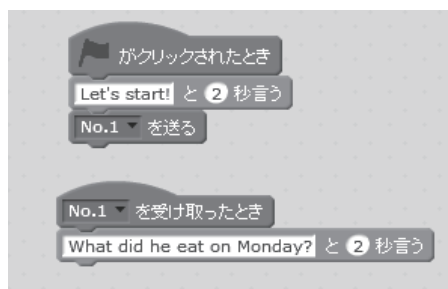 がクリックされたとき
Let's start! と 2 秒言う
No.1 を送る
No.1 を受け取ったとき
What did he eat on Monday? と 2 秒言う